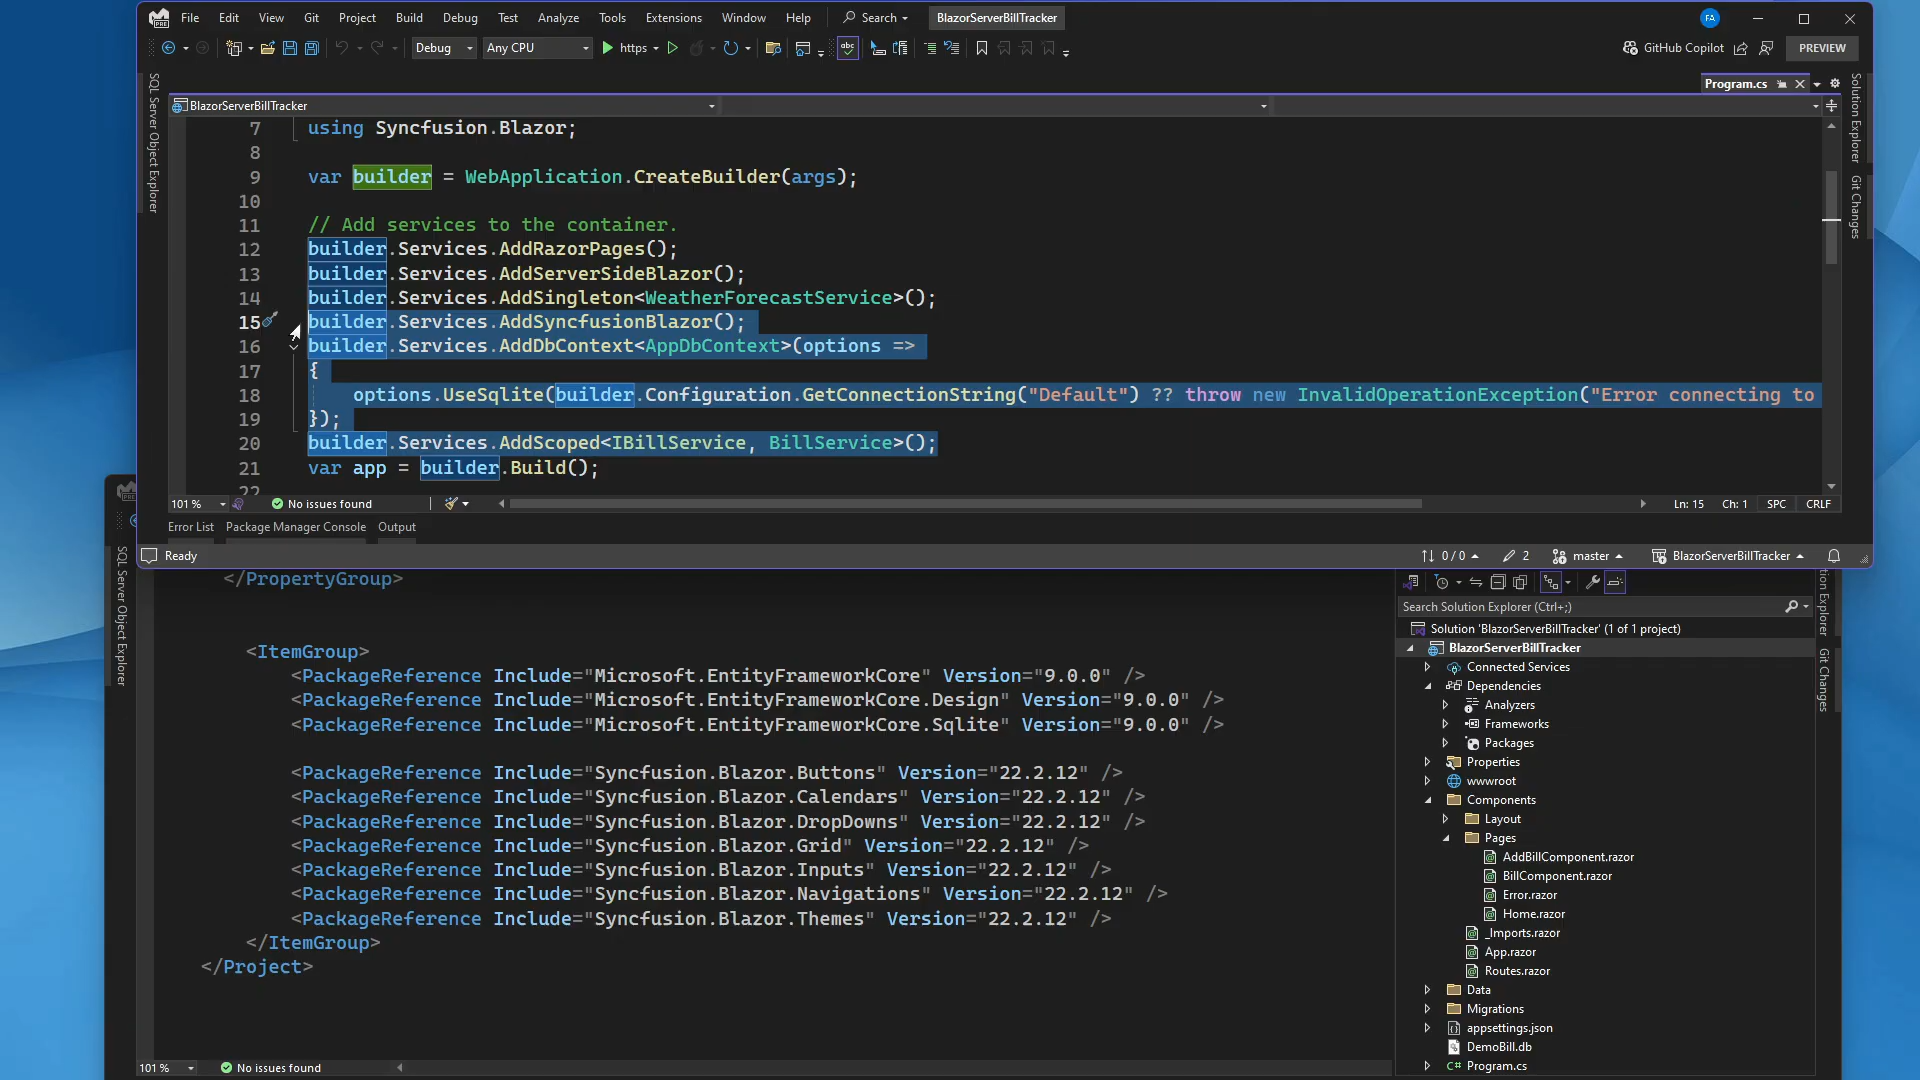 File Edit View Git Project Build Debug Test Analyze Tools Extensions Window Help Search BlazorServerBillTracker FA
Debug Any CPU https GitHub Copilot PREVIEW
Program.cs
BlazorServerBillTracker
SQL Server Object Explorer
Solution Explorer
Git Changes
7 using Syncfusion.Blazor;
8
9 var builder = WebApplication.CreateBuilder(args);
10
11 // Add services to the container.
12 builder.Services.AddRazorPages();
13 builder.Services.AddServerSideBlazor();
14 builder.Services.AddSingleton<WeatherForecastService>();
15 builder.Services.AddSyncfusionBlazor();
16 builder.Services.AddDbContext<AppDbContext>(options =>
17 {
18 options.UseSqlite(builder.Configuration.GetConnectionString("Default") ?? throw new InvalidOperationException("Error connecting to
19 });
20 builder.Services.AddScoped<IBillService, BillService>();
21 var app = builder.Build();
22
101 % No issues found Ln: 15 Ch: 1 SPC CRLF
Error List Package Manager Console Output
Ready 0 / 0 2 master BlazorServerBillTracker
SQL Server Object Explorer
</PropertyGroup>
<ItemGroup>
<PackageReference Include="Microsoft.EntityFrameworkCore" Version="9.0.0" />
<PackageReference Include="Microsoft.EntityFrameworkCore.Design" Version="9.0.0" />
<PackageReference Include="Microsoft.EntityFrameworkCore.Sqlite" Version="9.0.0" />
<PackageReference Include="Syncfusion.Blazor.Buttons" Version="22.2.12" />
<PackageReference Include="Syncfusion.Blazor.Calendars" Version="22.2.12" />
<PackageReference Include="Syncfusion.Blazor.DropDowns" Version="22.2.12" />
<PackageReference Include="Syncfusion.Blazor.Grid" Version="22.2.12" />
<PackageReference Include="Syncfusion.Blazor.Inputs" Version="22.2.12" />
<PackageReference Include="Syncfusion.Blazor.Navigations" Version="22.2.12" />
<PackageReference Include="Syncfusion.Blazor.Themes" Version="22.2.12" />
</ItemGroup>
</Project>
101 % No issues found
Search Solution Explorer (Ctrl+;)
Solution 'BlazorServerBillTracker' (1 of 1 project)
BlazorServerBillTracker
Connected Services
Dependencies
Analyzers
Frameworks
Packages
Properties
wwwroot
Components
Layout
Pages
AddBillComponent.razor
BillComponent.razor
Error.razor
Home.razor
_Imports.razor
App.razor
Routes.razor
Data
Migrations
appsettings.json
DemoBill.db
C# Program.cs
tion Explorer
Git Changes